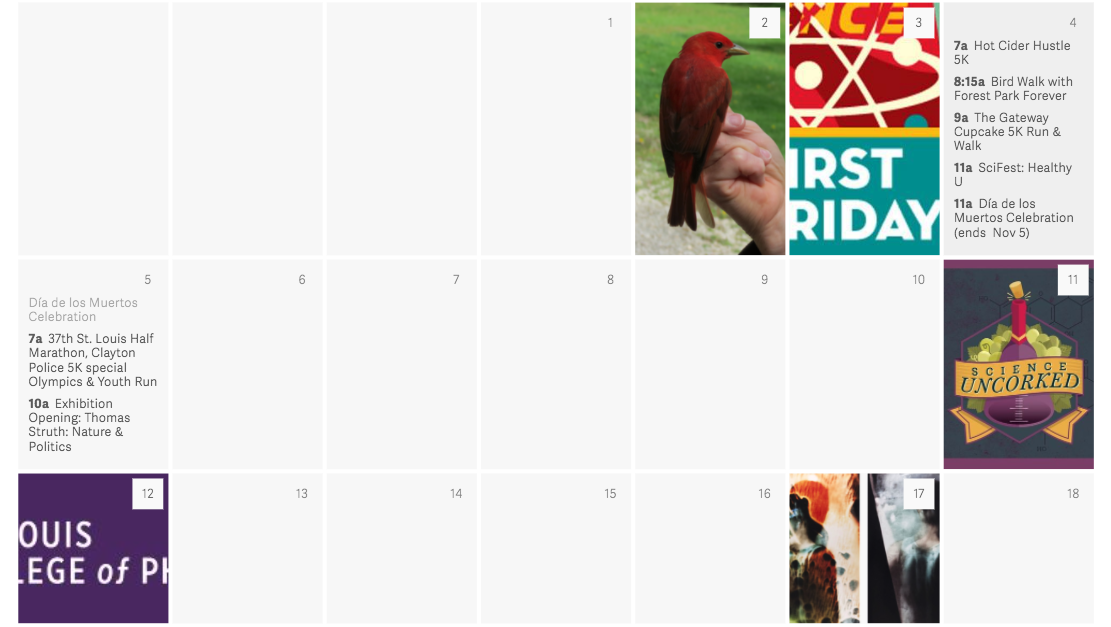 1
2
3
4
CE
IRST
RIDAY
7a Hot Cider Hustle
5K
8:15a Bird Walk with
Forest Park Forever
9a The Gateway
Cupcake 5K Run &
Walk
11a SciFest: Healthy
U
11a Día de los
Muertos Celebration
(ends Nov 5)
5
6
7
8
9
10
11
Día de los Muertos
Celebration
7a 37th St. Louis Half
Marathon, Clayton
Police 5K special
Olympics & Youth Run
10a Exhibition
Opening: Thomas
Struth: Nature &
Politics
SCIENCE
UNCORKED
12
13
14
15
16
17
18
OUIS
LEGE of PH